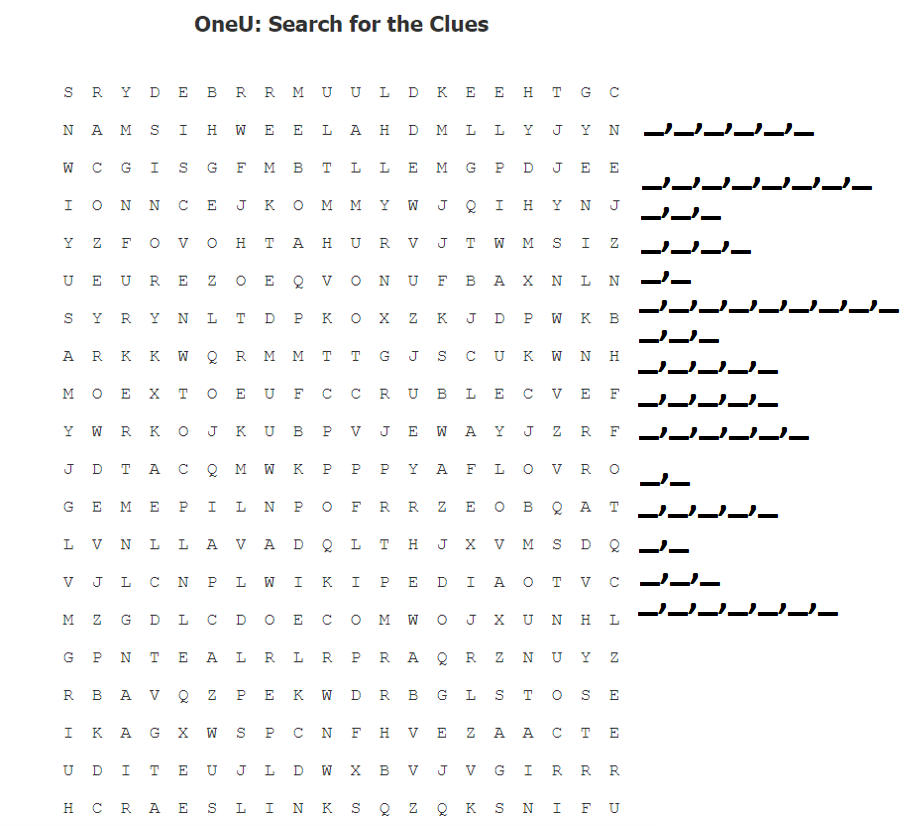 OneU: Search for the Clues
S R Y D E B R R M U U L D K E E H T G C
N A M S I H W E E L A H D M L L Y J Y N
W C G I S G F M B T L L E M G P D J E E
I O N N C E J K O M M Y W J Q I H Y N J
Y Z F O V O H T A H U R V J T W M S I Z
U E U R E Z O E Q V O N U F B A X N L N
S Y R Y N L T D P K O X Z K J D P W K B
A R K K W Q R M M T T G J S C U K W N H
M O E X T O E U F C C R U B L E C V E F
Y W R K O J K U B P V J E W A Y J Z R F
J D T A C Q M W K P P P Y A F L O V R O
G E M E P I L N P O F R R Z E O B Q A T
L V N L L A V A D Q L T H J X V M S D Q
V J L C N P L W I K I P E D I A O T V C
M Z G D L C D O E C O M W O J X U N H L
G P N T E A L R L R P R A Q R Z N U Y Z
R B A V Q Z P E K W D R B G L S T O S E
I K A G X W S P C N F H V E Z A A C T E
U D I T E U J L D W X B V J V G I R R R
H C R A E S L I N K S Q Z Q K S N I F U
_,_,_,_,_,_
_,_,_,_,_,_,_,_
_,_,_
_,_,_,_
_,_
_,_,_,_,_,_,_,_,_
_,_,_
_,_,_,_,_
_,_,_,_,_
_,_,_,_,_,_
_,_
_,_,_,_,_
_,_
_,_,_
_,_,_,_,_,_,_